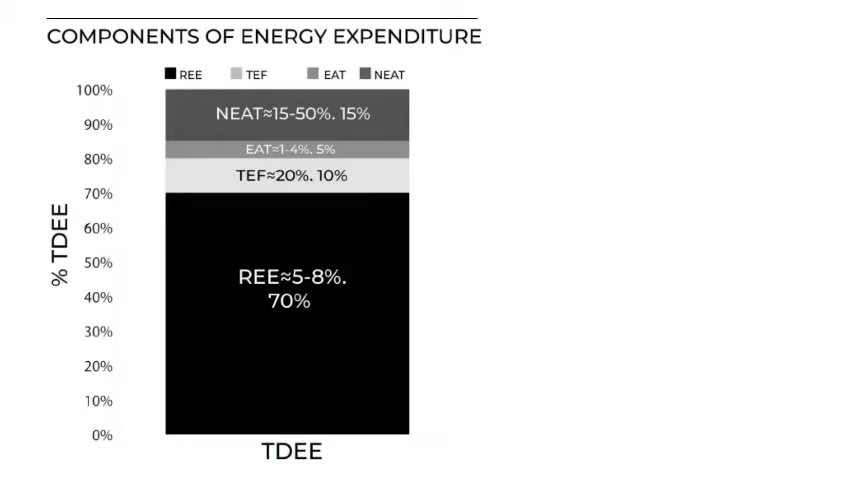 COMPONENTS OF ENERGY EXPENDITURE
REE TEF EAT NEAT
100%
90%
80%
70%
60%
50%
40%
30%
20%
10%
0%
% TDEE
NEAT≈15-50%. 15%
EAT≈1-4%. 5%
TEF≈20%. 10%
REE≈5-8%.
70%
TDEE